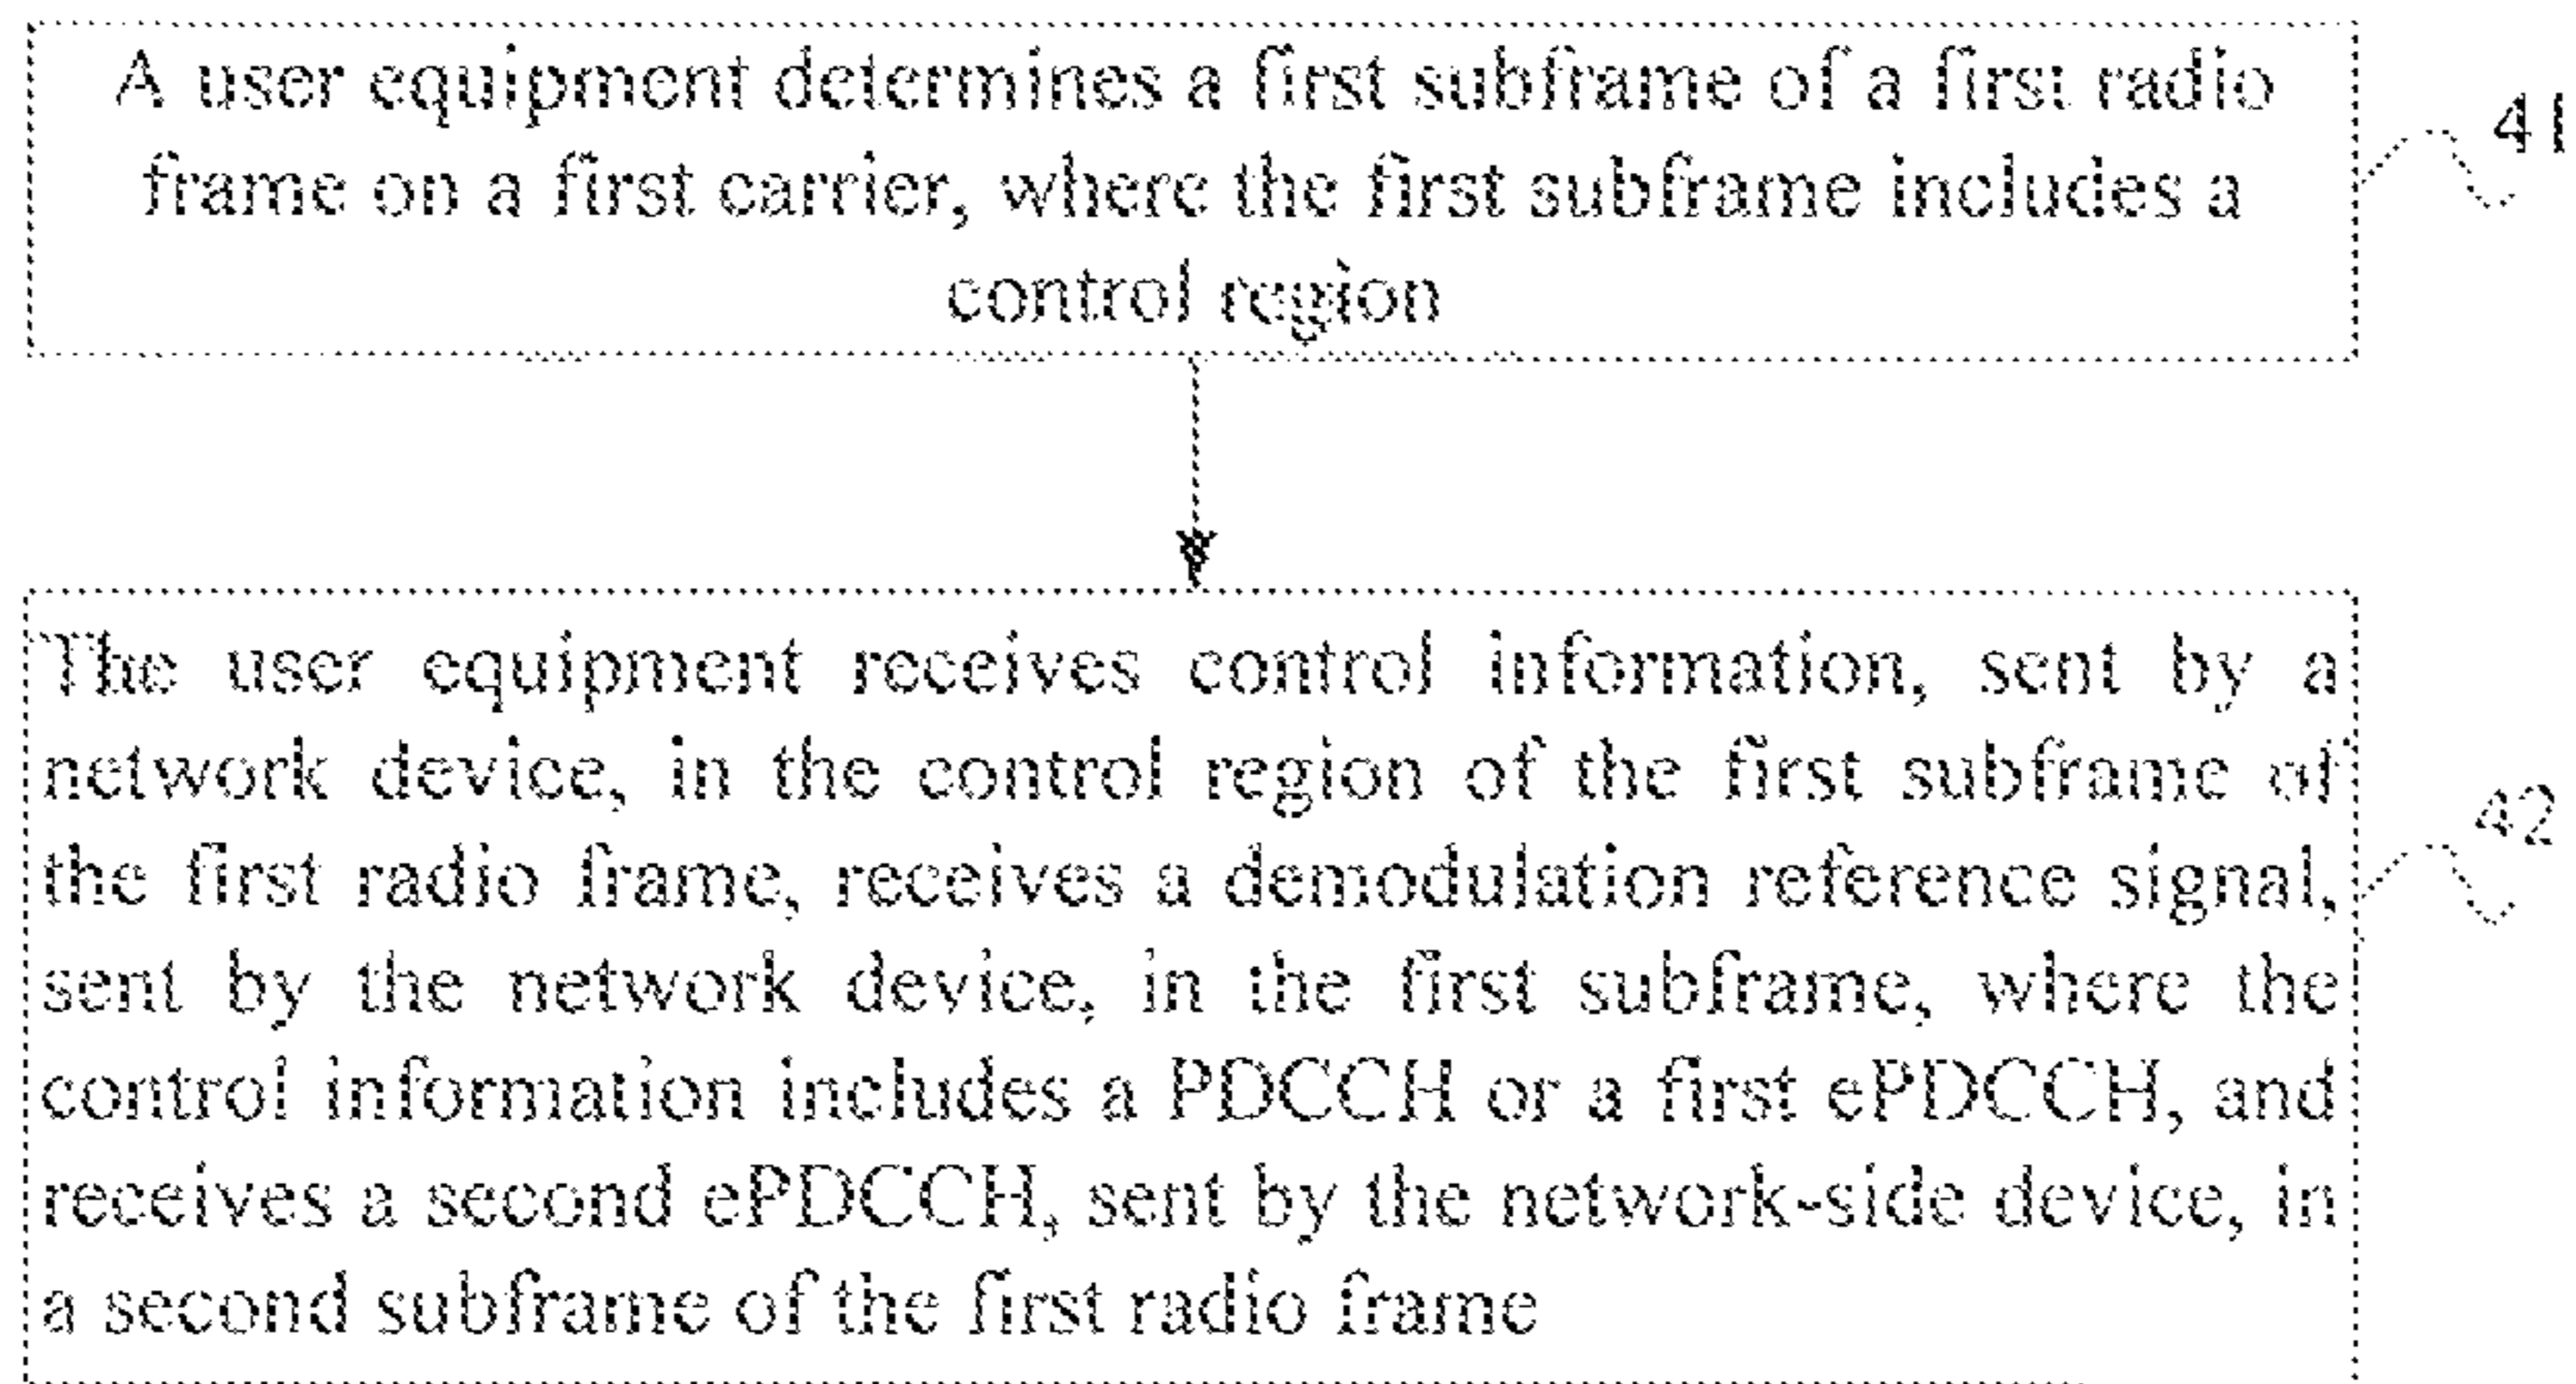 A user equipment determines a first subframe of a first radio
frame on a first carrier, where the first subframe includes a
control region
41
The user equipment receives control information, sent by a
network device, in the control region of the first subframe of
the first radio frame, receives a demodulation reference signal,
sent by the network device, in the first subframe, where the
control information includes a PDCCH or a first ePDCCH, and
receives a second ePDCCH, sent by the network-side device, in
a second subframe of the first radio frame
42